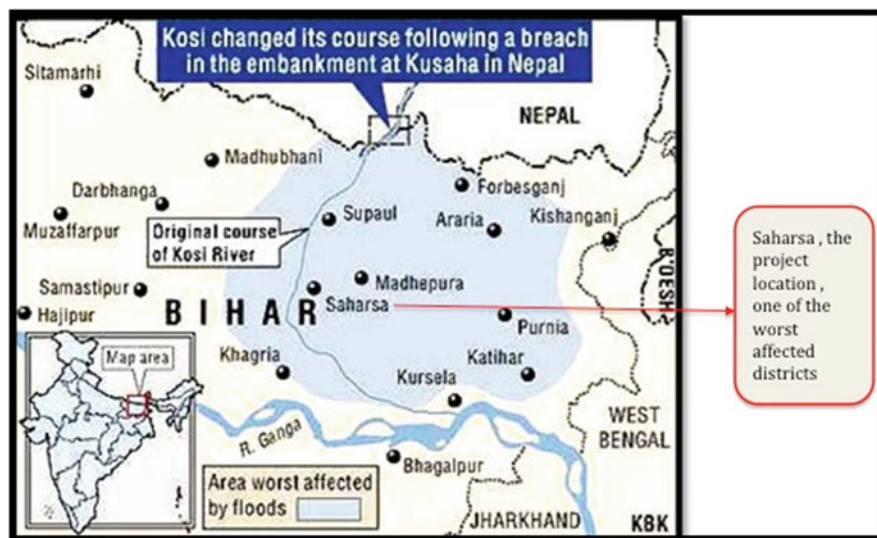 Kosi changed its course following a breach
in the embankment at Kusaha in Nepal
Sitamarhi
NEPAL
Madhubhani
Forbesganj
Darbhanga
Supaul
Araria
Kishanganj
Muzaffarpur
Original course
of Kosi River
B'DESH
Samastipur
Madhepura
Hajipur
BIHAR
Saharsa
Purnia
Khagria
Katihar
Map area
Kursela
R. Ganga
WEST
BENGAL
Bhagalpur
Area worst affected
by floods
JHARKHAND
KBK
Saharsa , the
project
location ,
one of the
worst
affected
districts